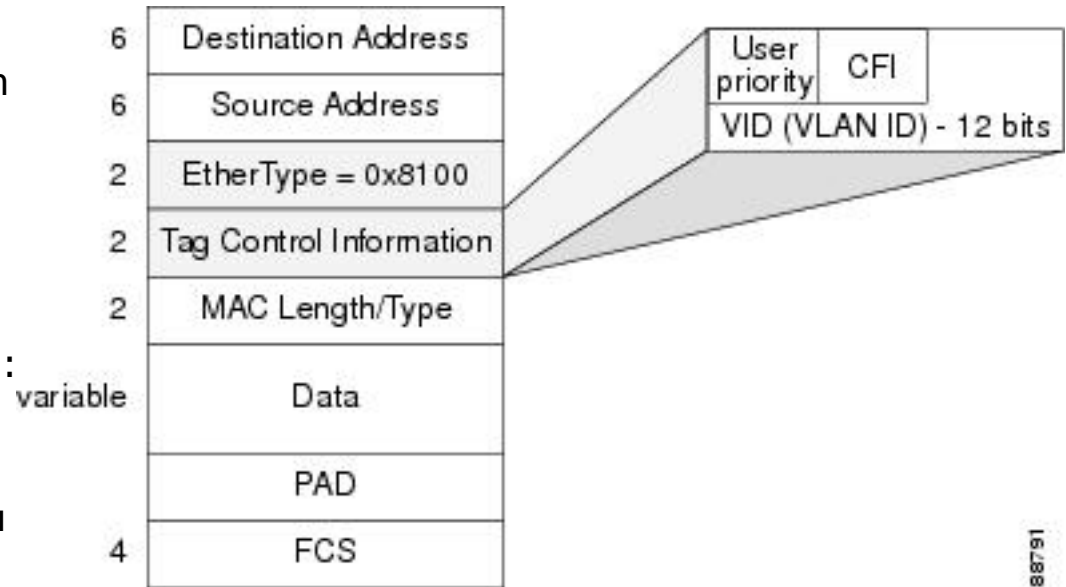 6 Destination Address
6 Source Address
2 EtherType = 0x8100
2 Tag Control Information
2 MAC Length/Type
variable Data
PAD
4 FCS
User priority
CFI
VID (VLAN ID) - 12 bits
88791
: